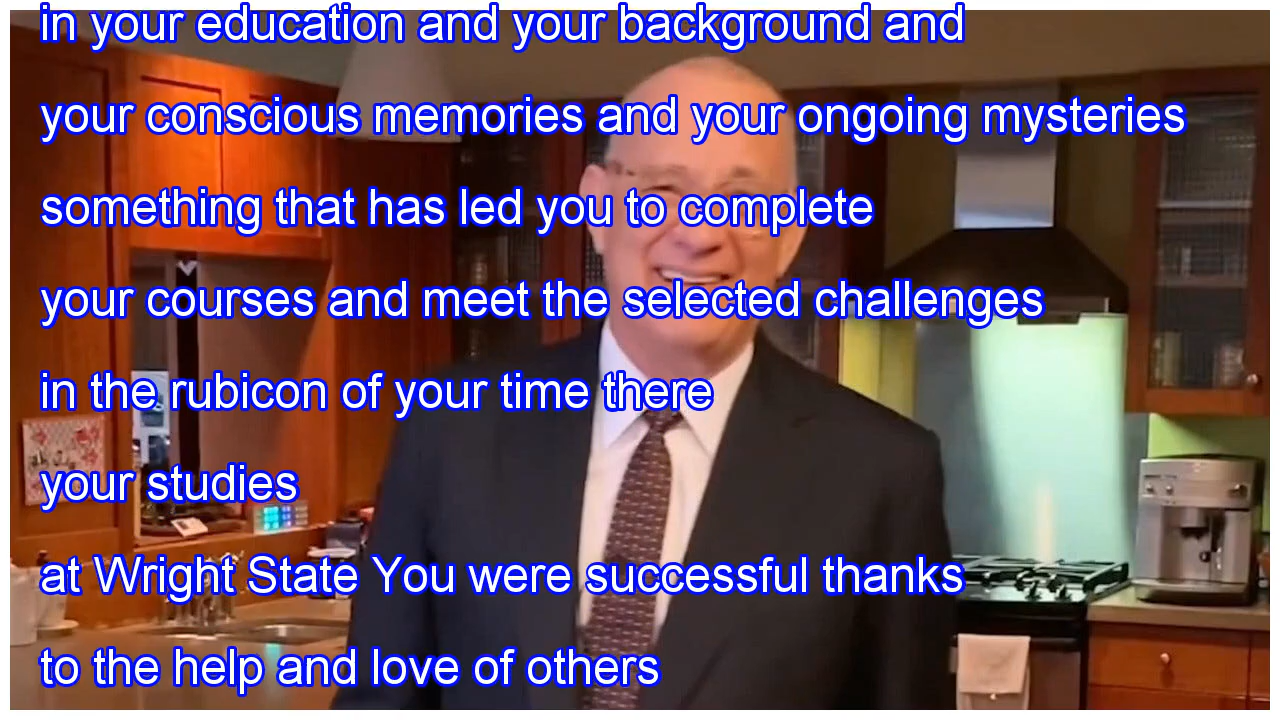 in your education and your background and
your conscious memories and your ongoing mysteries
something that has led you to complete
your courses and meet the selected challenges
in the rubicon of your time there
your studies
at Wright State You were successful thanks
to the help and love of others